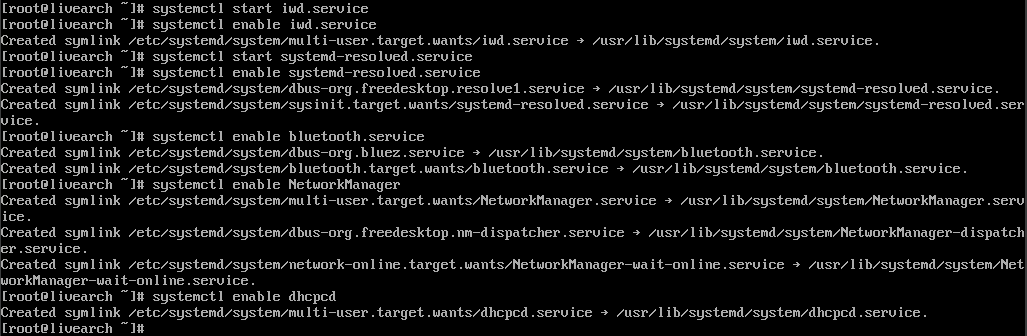 [root@livearch ~]# systemctl start iwd.service
[root@livearch ~]# systemctl enable iwd.service
Created symlink /etc/systemd/system/multi-user.target.wants/iwd.service → /usr/lib/systemd/system/iwd.service.
[root@livearch ~]# systemctl start systemd-resolved.service
[root@livearch ~]# systemctl enable systemd-resolved.service
Created symlink /etc/systemd/system/dbus-org.freedesktop.resolve1.service → /usr/lib/systemd/system/systemd-resolved.service.
Created symlink /etc/systemd/system/sysinit.target.wants/systemd-resolved.service → /usr/lib/systemd/system/systemd-resolved.ser
vice.
[root@livearch ~]# systemctl enable bluetooth.service
Created symlink /etc/systemd/system/dbus-org.bluez.service → /usr/lib/systemd/system/bluetooth.service.
Created symlink /etc/systemd/system/bluetooth.target.wants/bluetooth.service → /usr/lib/systemd/system/bluetooth.service.
[root@livearch ~]# systemctl enable NetworkManager
Created symlink /etc/systemd/system/multi-user.target.wants/NetworkManager.service → /usr/lib/systemd/system/NetworkManager.serv
ice.
Created symlink /etc/systemd/system/dbus-org.freedesktop.nm-dispatcher.service → /usr/lib/systemd/system/NetworkManager-dispatch
er.service.
Created symlink /etc/systemd/system/network-online.target.wants/NetworkManager-wait-online.service → /usr/lib/systemd/system/Net
workManager-wait-online.service.
[root@livearch ~]# systemctl enable dhcpcd
Created symlink /etc/systemd/system/multi-user.target.wants/dhcpcd.service → /usr/lib/systemd/system/dhcpcd.service.
[root@livearch ~]#